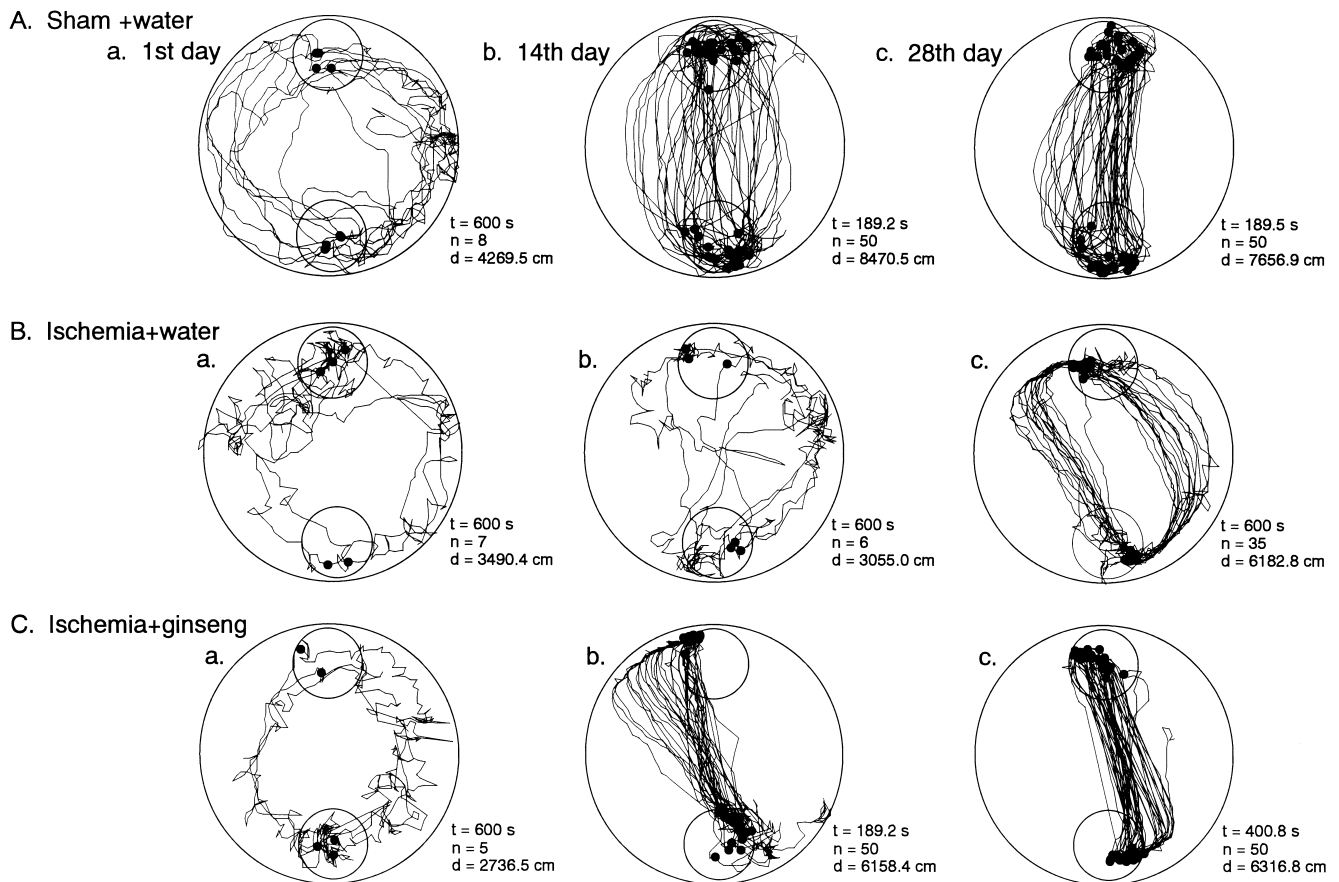 A. Sham +water
a. 1st day
b. 14th day
c. 28th day
t = 600 s
n = 8
d = 4269.5 cm
t = 189.2 s
n = 50
d = 8470.5 cm
t = 189.5 s
n = 50
d = 7656.9 cm
B. Ischemia+water
a.
b.
c.
t = 600 s
n = 7
d = 3490.4 cm
t = 600 s
n = 6
d = 3055.0 cm
t = 600 s
n = 35
d = 6182.8 cm
C. Ischemia+ginseng
a.
b.
c.
t = 600 s
n = 5
d = 2736.5 cm
t = 189.2 s
n = 50
d = 6158.4 cm
t = 400.8 s
n = 50
d = 6316.8 cm